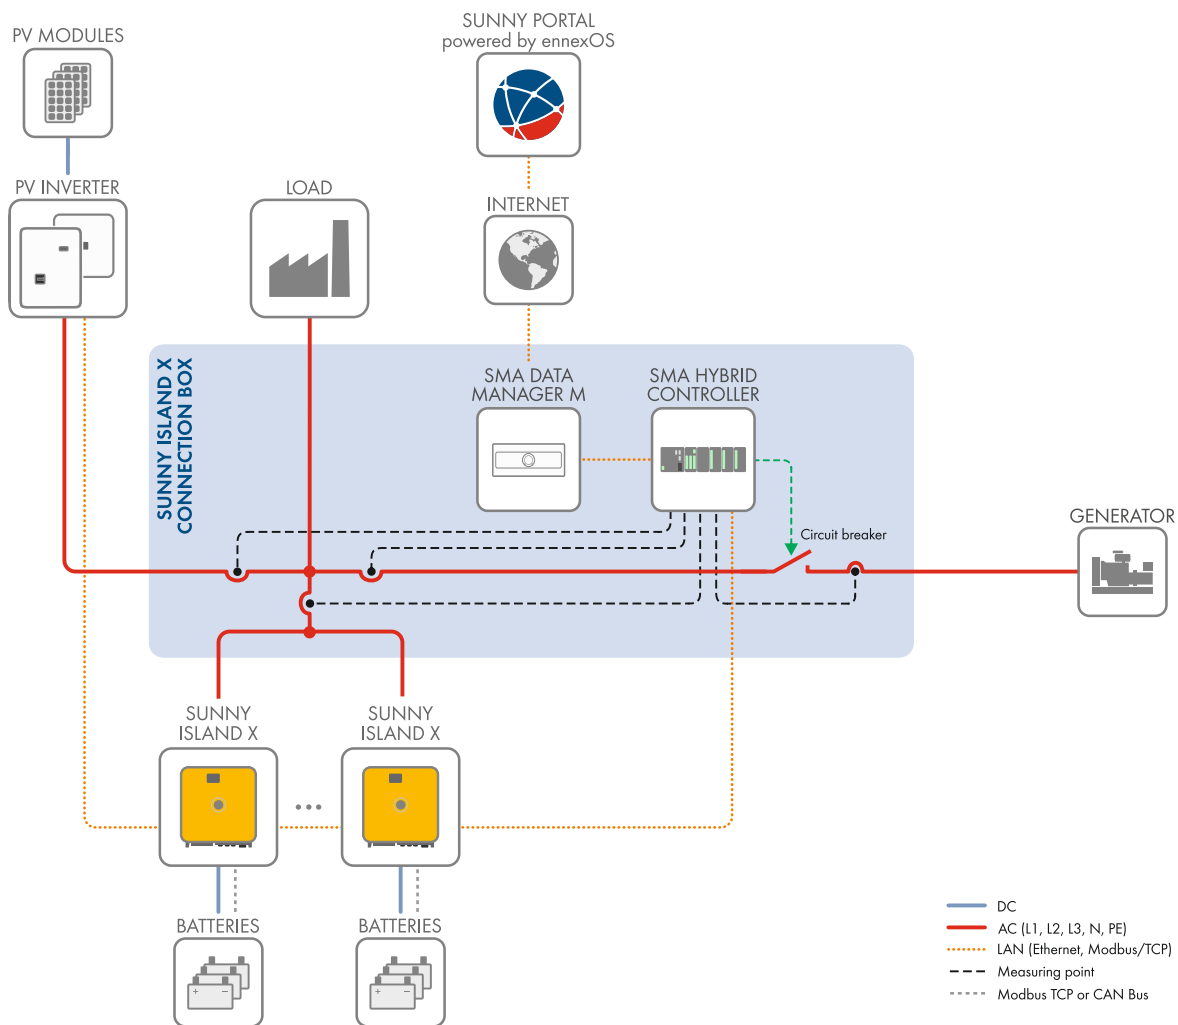 PV MODULES
SUNNY PORTAL
powered by ennexOS
PV INVERTER
LOAD
INTERNET
SUNNY ISLAND X
CONNECTION BOX
SMA DATA
MANAGER M
SMA HYBRID
CONTROLLER
Circuit breaker
GENERATOR
SUNNY
ISLAND X
SUNNY
ISLAND X
BATTERIES
BATTERIES
DC
AC (L1, L2, L3, N, PE)
LAN (Ethernet, Modbus/TCP)
Measuring point
Modbus TCP or CAN Bus